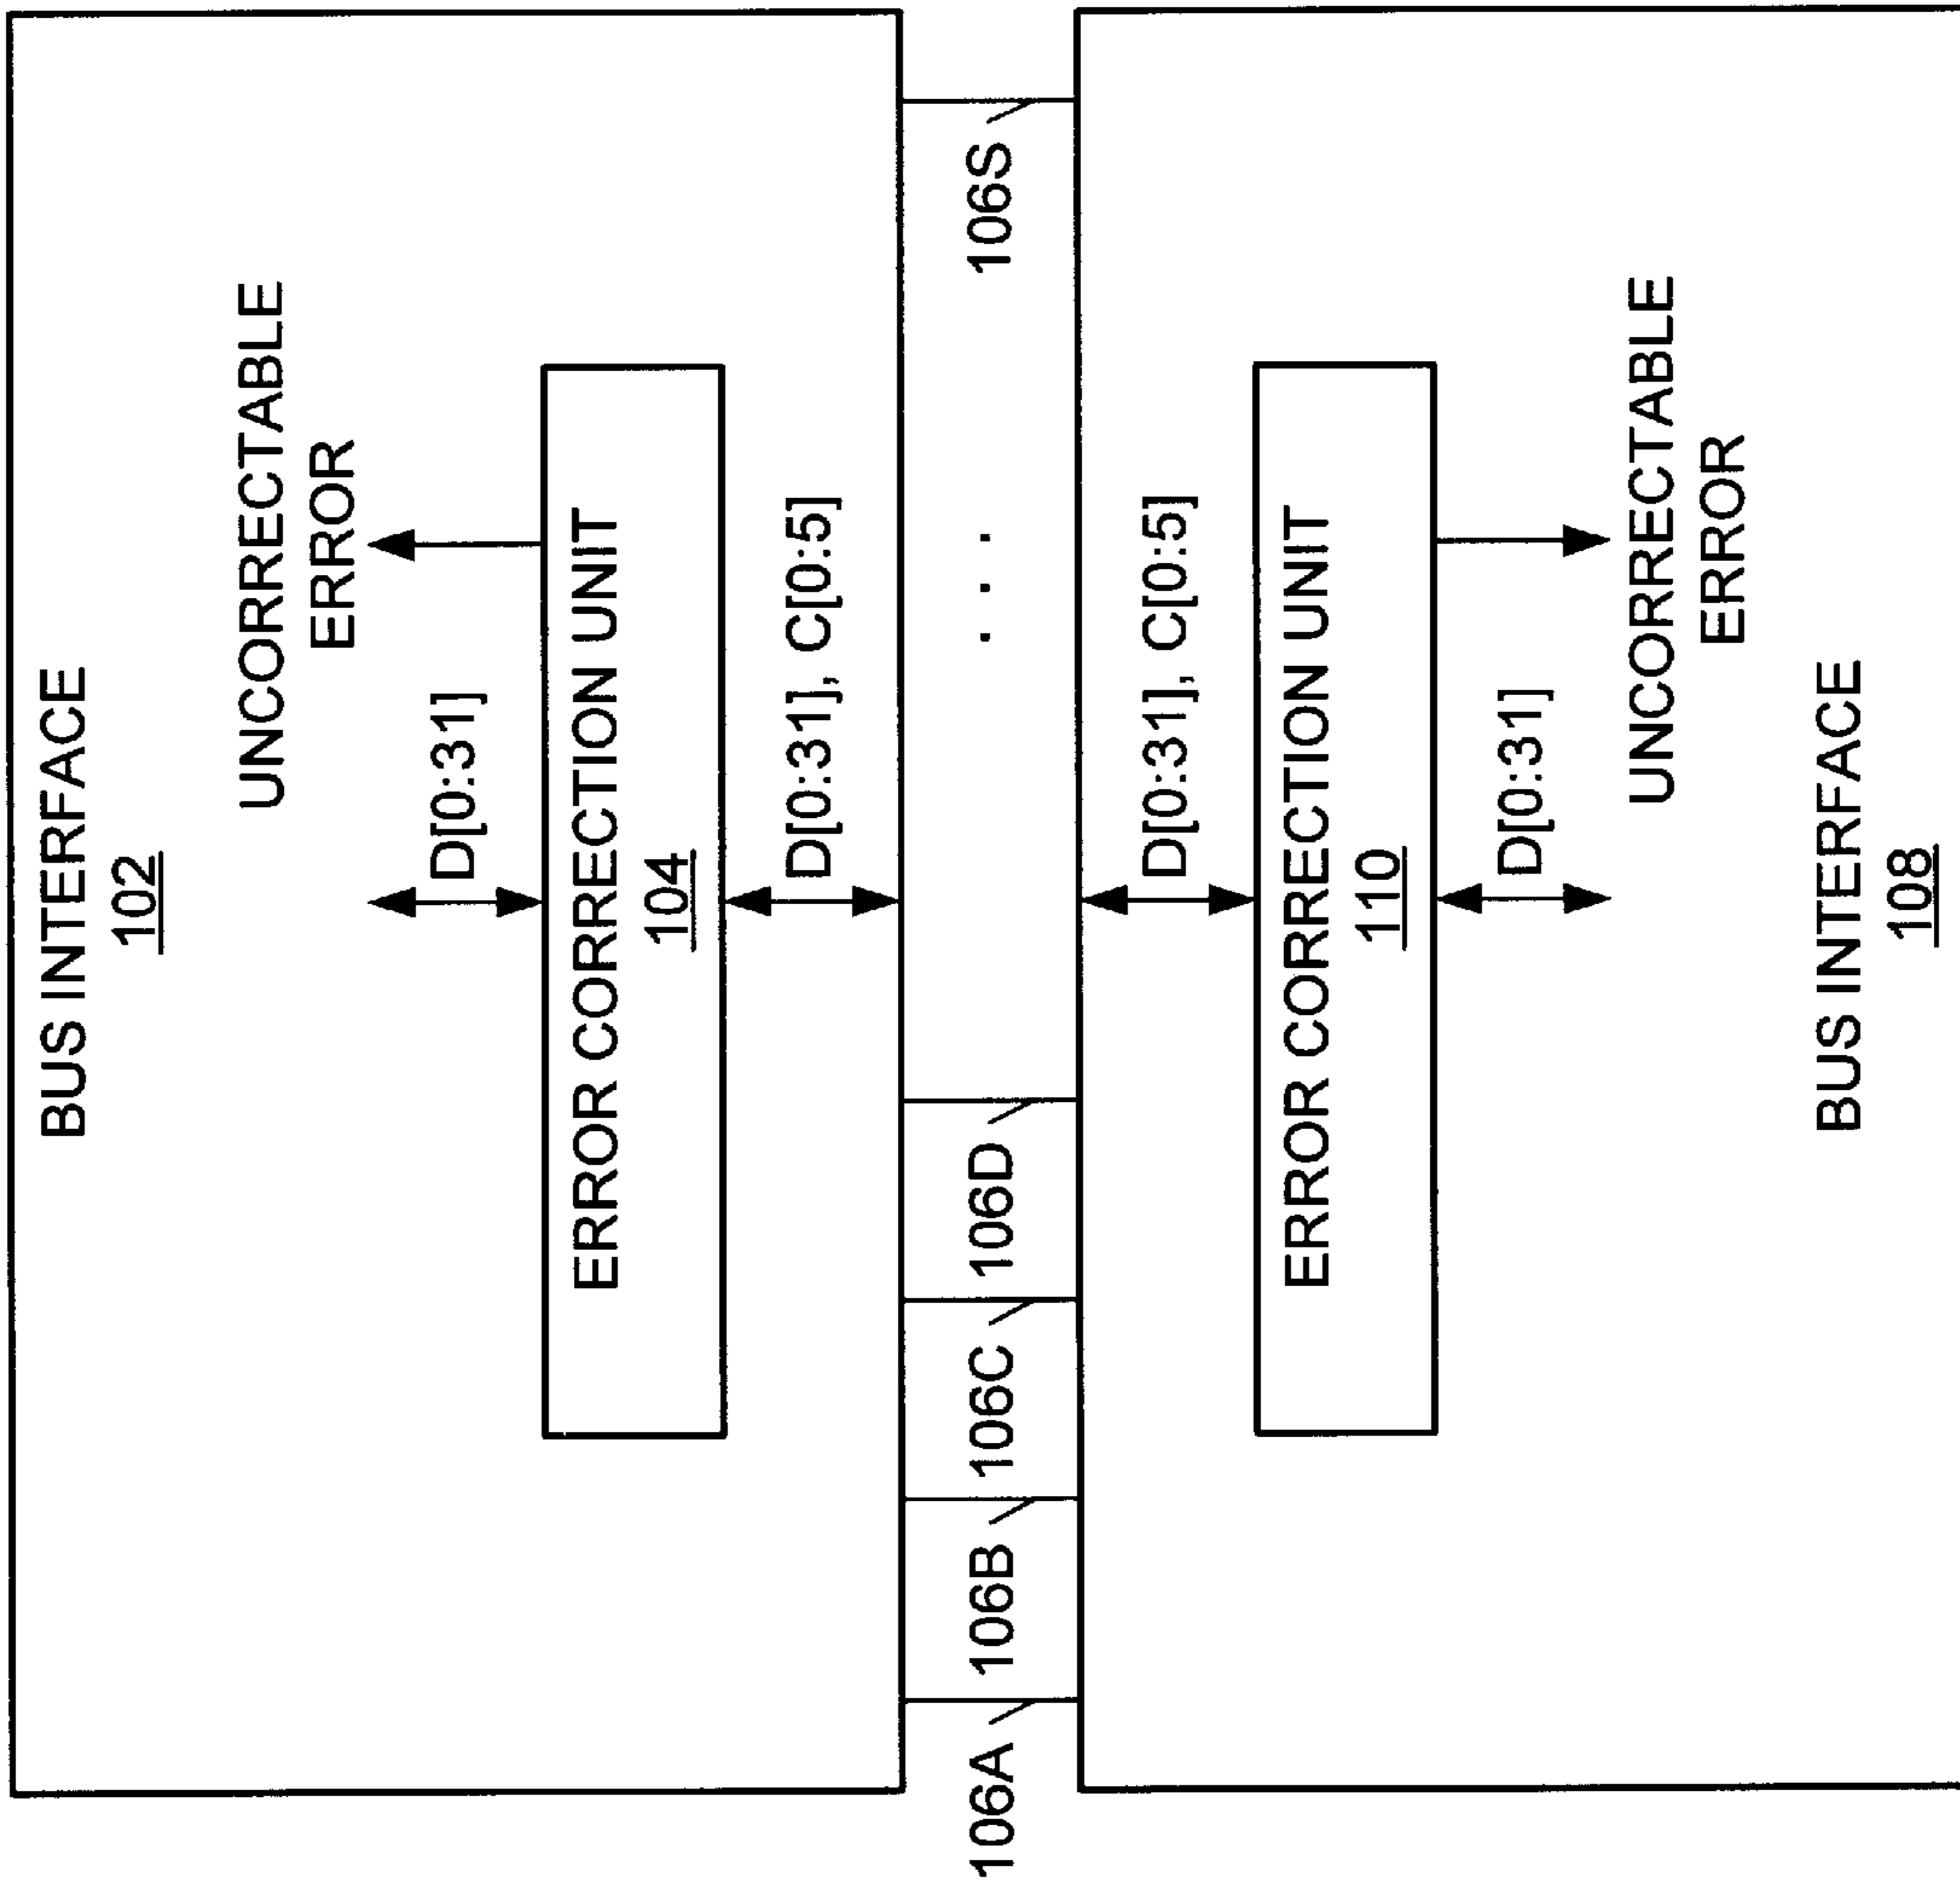 BUS INTERFACE
102
UNCORRECTABLE
ERROR
D[0:31]
ERROR CORRECTION UNIT
104
D[0:31], C[0:5]
106A
106B
106C
106D
. . .
106S
D[0:31], C[0:5]
ERROR CORRECTION UNIT
110
D[0:31]
UNCORRECTABLE
ERROR
BUS INTERFACE
108